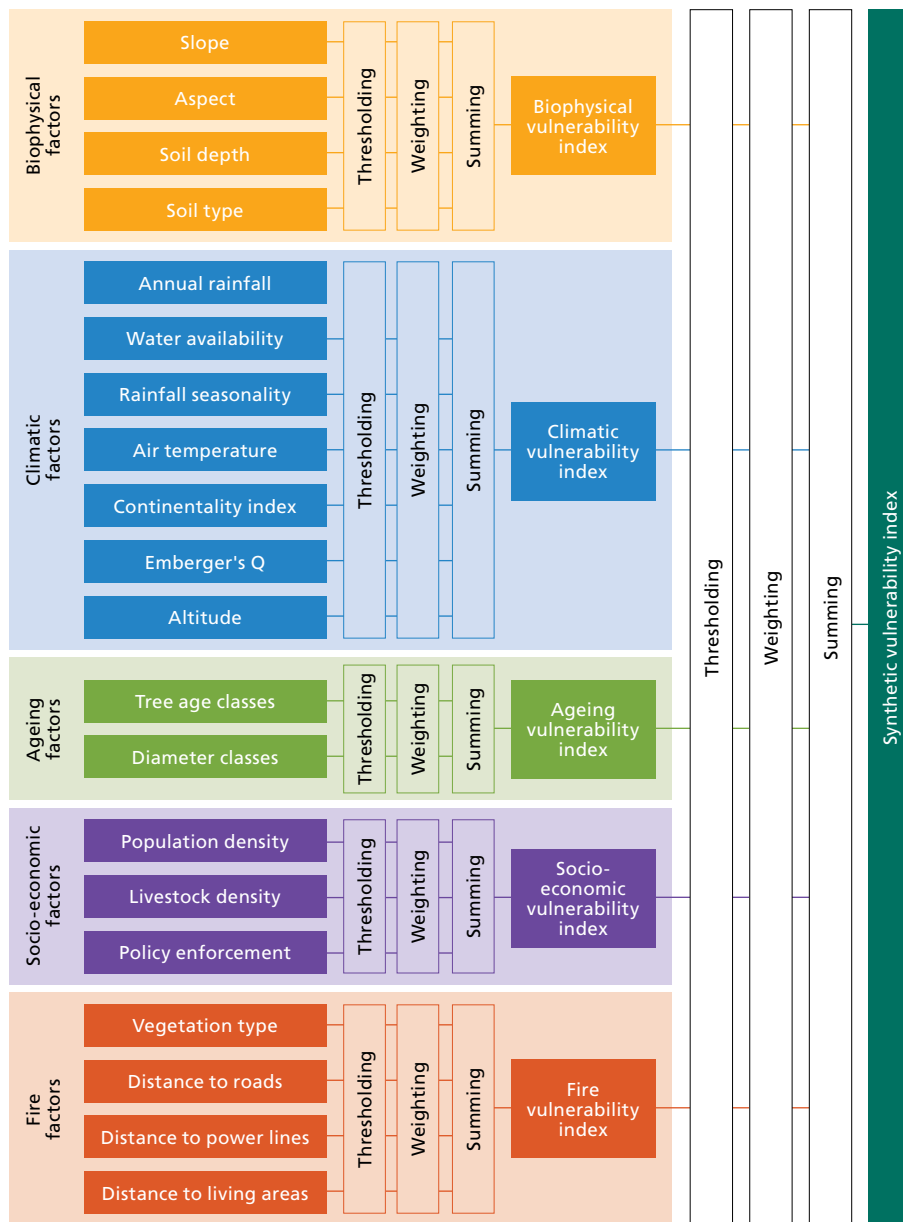 Biophysical
factors
Slope
Aspect
Soil depth
Soil type
Thresholding
Weighting
Summing
Biophysical
vulnerability
index
Climatic
factors
Annual rainfall
Water availability
Rainfall seasonality
Air temperature
Continentality index
Emberger's Q
Altitude
Thresholding
Weighting
Summing
Climatic
vulnerability
index
Ageing
factors
Tree age classes
Diameter classes
Thresholding
Weighting
Summing
Ageing
vulnerability
index
Socio-economic
factors
Population density
Livestock density
Policy enforcement
Thresholding
Weighting
Summing
Socio-
economic
vulnerability
index
Fire
factors
Vegetation type
Distance to roads
Distance to power lines
Distance to living areas
Thresholding
Weighting
Summing
Fire
vulnerability
index
Thresholding
Weighting
Summing
Synthetic vulnerability index